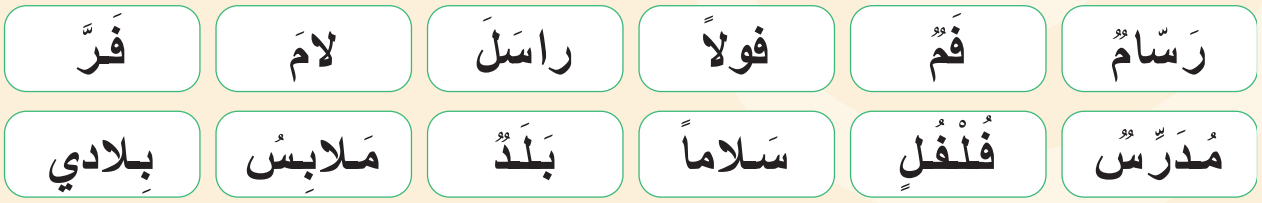 رَسّامٌ فَمٌ فولاً راسَلَ لامَ فَرَّ
مُدَرِّسٌ فُلْفُلٍ سَلاماً بَلَدٌ مَلابِسُ بِلادي